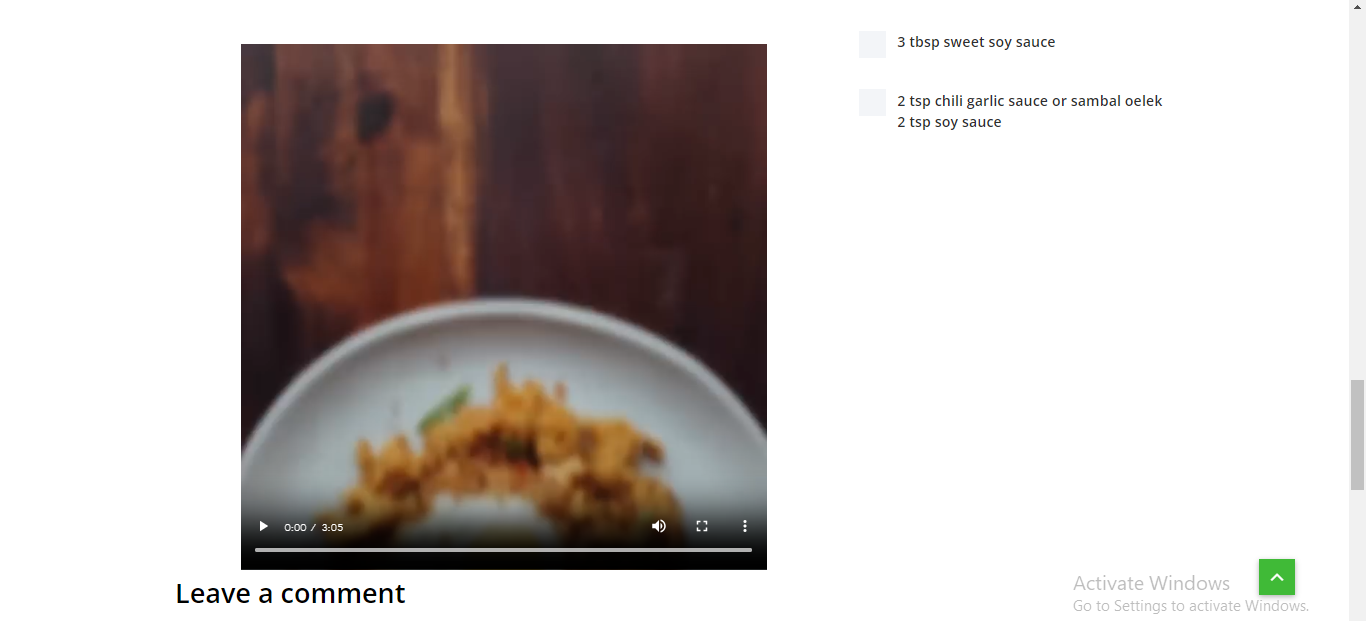 3 tbsp sweet soy sauce
2 tsp chili garlic sauce or sambal oelek
2 tsp soy sauce
0:00 / 3:05
Leave a comment
Activate Windows
Go to Settings to activate Windows.